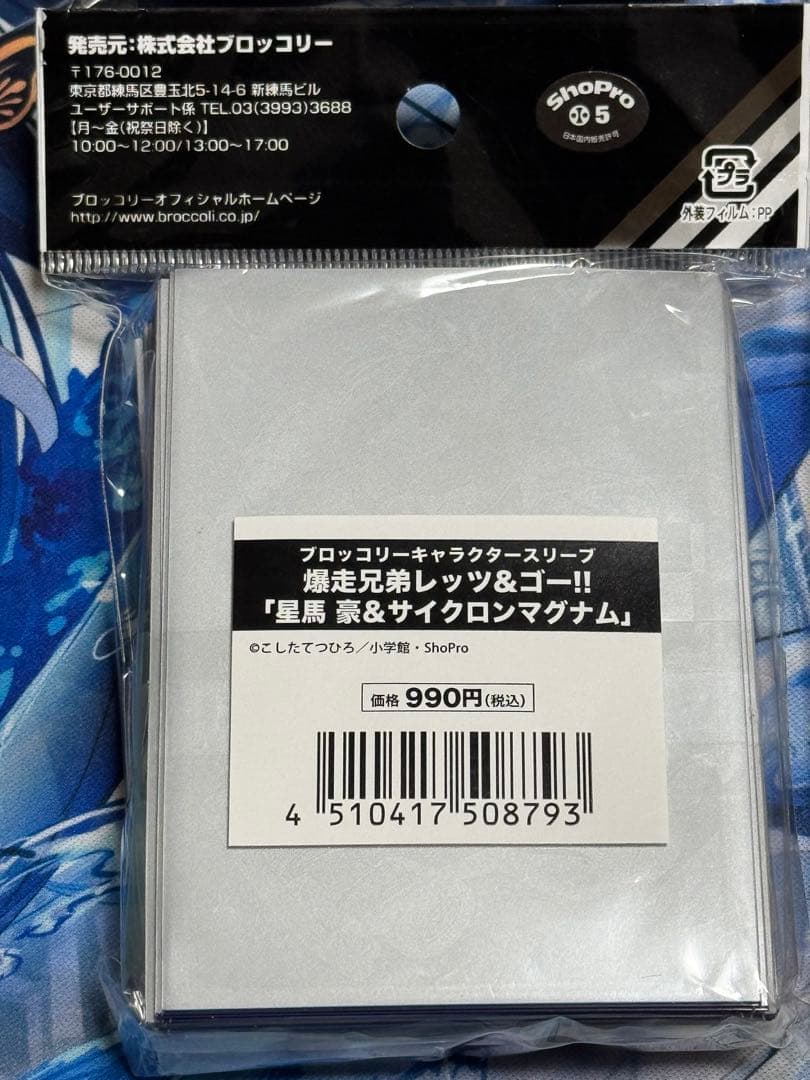 発売元:株式会社ブロッコリー
〒176-0012
東京都練馬区豊玉北5-14-6 新練馬ビル
ユーザーサポート係 TEL.03(3993)3688
【月〜金(祝祭日除く)】
10:00〜12:00/13:00〜17:00
ブロッコリーオフィシャルホームページ
http://www.broccoli.co.jp/
ShoPro
5
日本国内販売許可
プラ
外装フィルム:PP
ブロッコリーキャラクタースリーブ
爆走兄弟レッツ&ゴー!!
「星馬 豪&サイクロンマグナム」
©こしたてつひろ/小学館・ShoPro
価格 990円(税込)
4 510417 508793